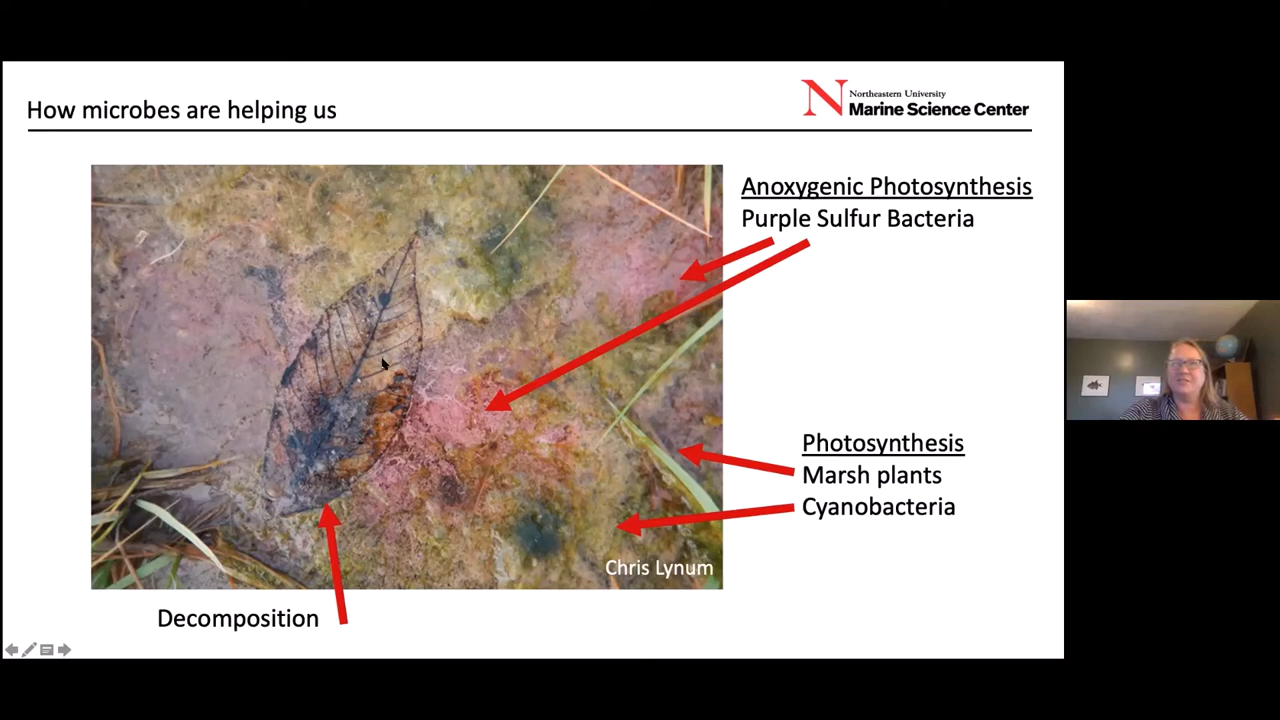 How microbes are helping us
N
Northeastern University
Marine Science Center
Anoxygenic Photosynthesis
Purple Sulfur Bacteria
Photosynthesis
Marsh plants
Cyanobacteria
Chris Lynum
Decomposition